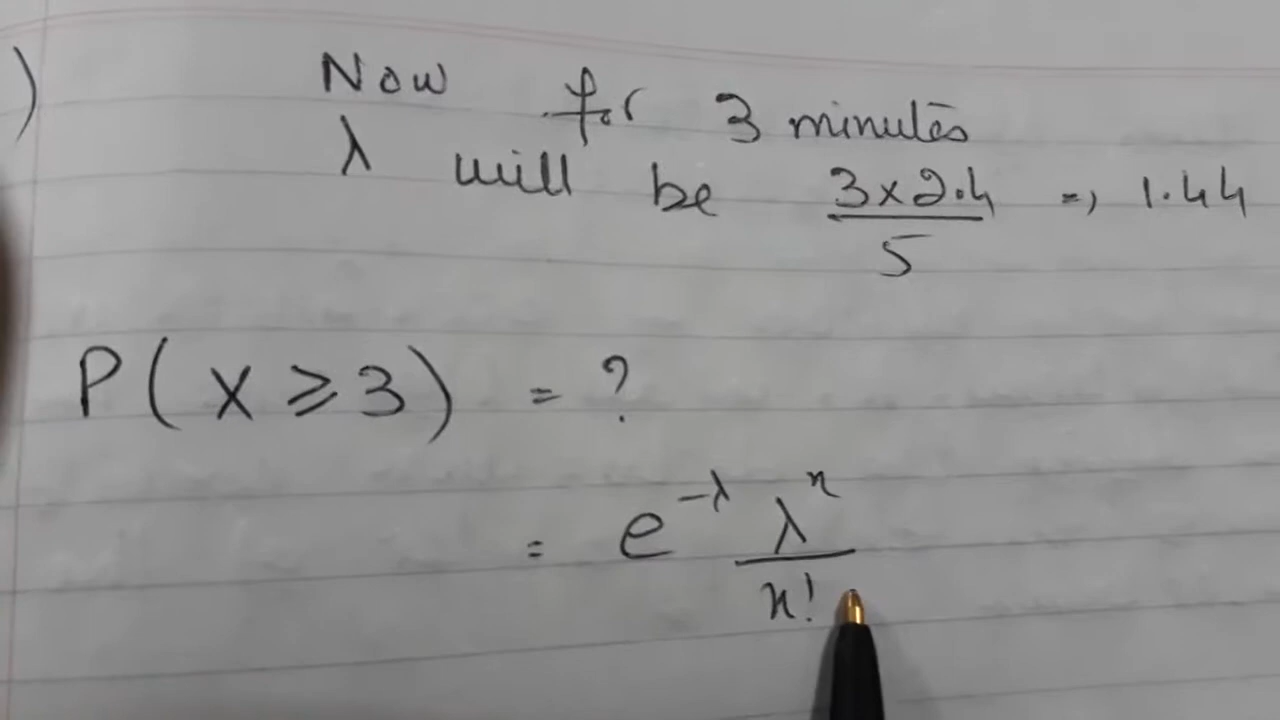 ) Now for 3 minutes
λ will be 3×2.4/5 => 1.44
P(X ≥ 3) = ?
= e^-λ λ^x/x!